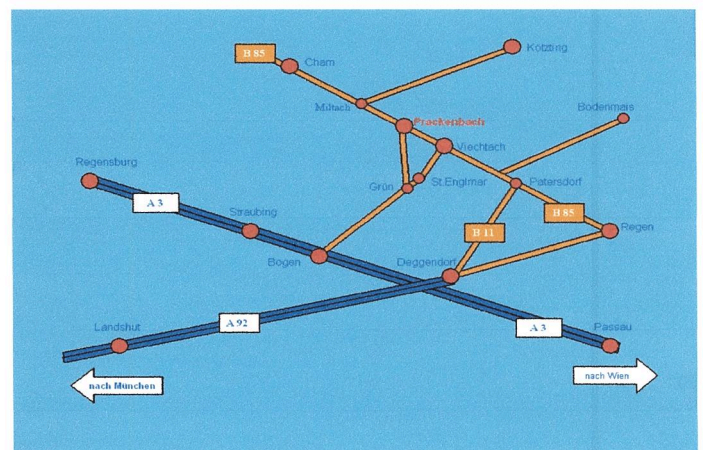 B 85
Cham
Kötzting
Miltach
Prackenbach
Bodenmais
Viechtach
Regensburg
Grün
St.Englmar
Patersdorf
A 3
Straubing
B 85
B 11
Regen
Bogen
Deggendorf
Landshut
A 92
A 3
Passau
nach München
nach Wien